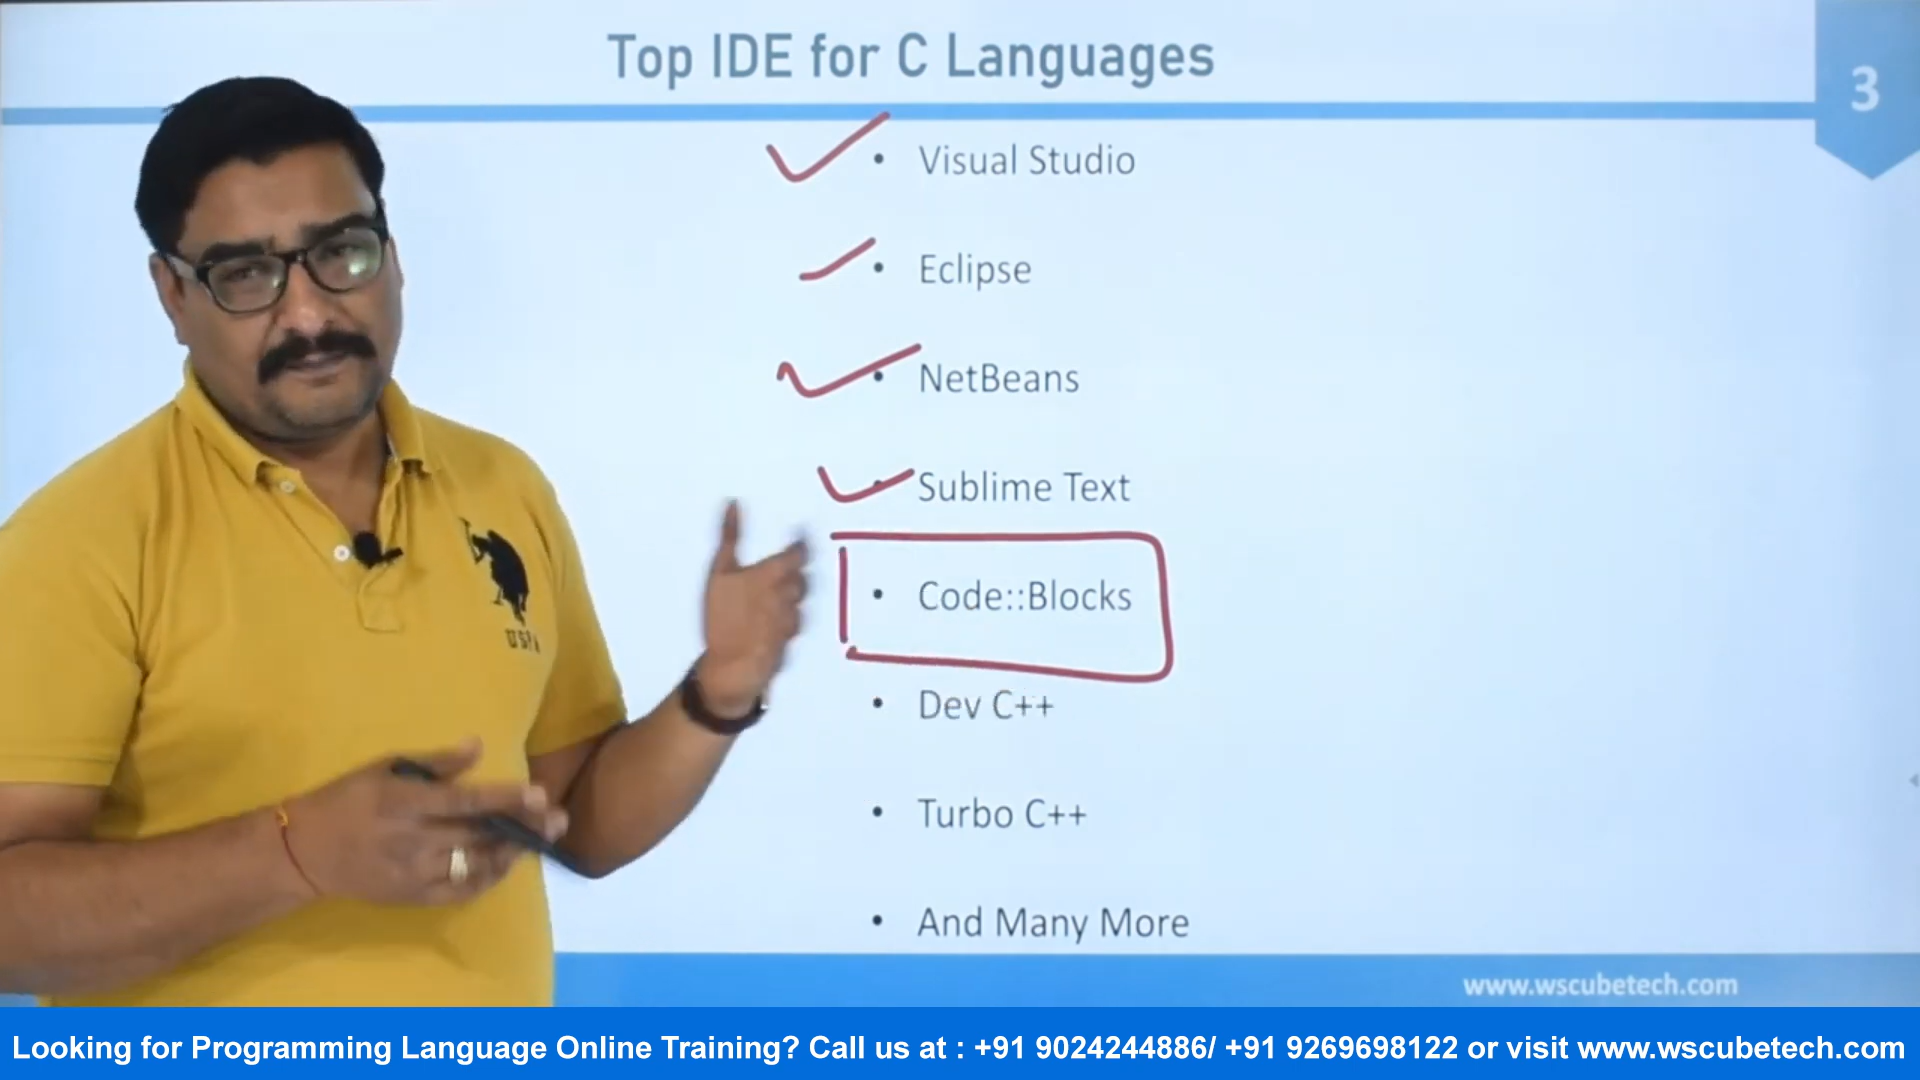 Top IDE for C Languages
3
• Visual Studio
• Eclipse
• NetBeans
• Sublime Text
• Code::Blocks
• Dev C++
• Turbo C++
• And Many More
www.wscubetech.com
Looking for Programming Language Online Training? Call us at : +91 9024244886/ +91 9269698122 or visit www.wscubetech.com